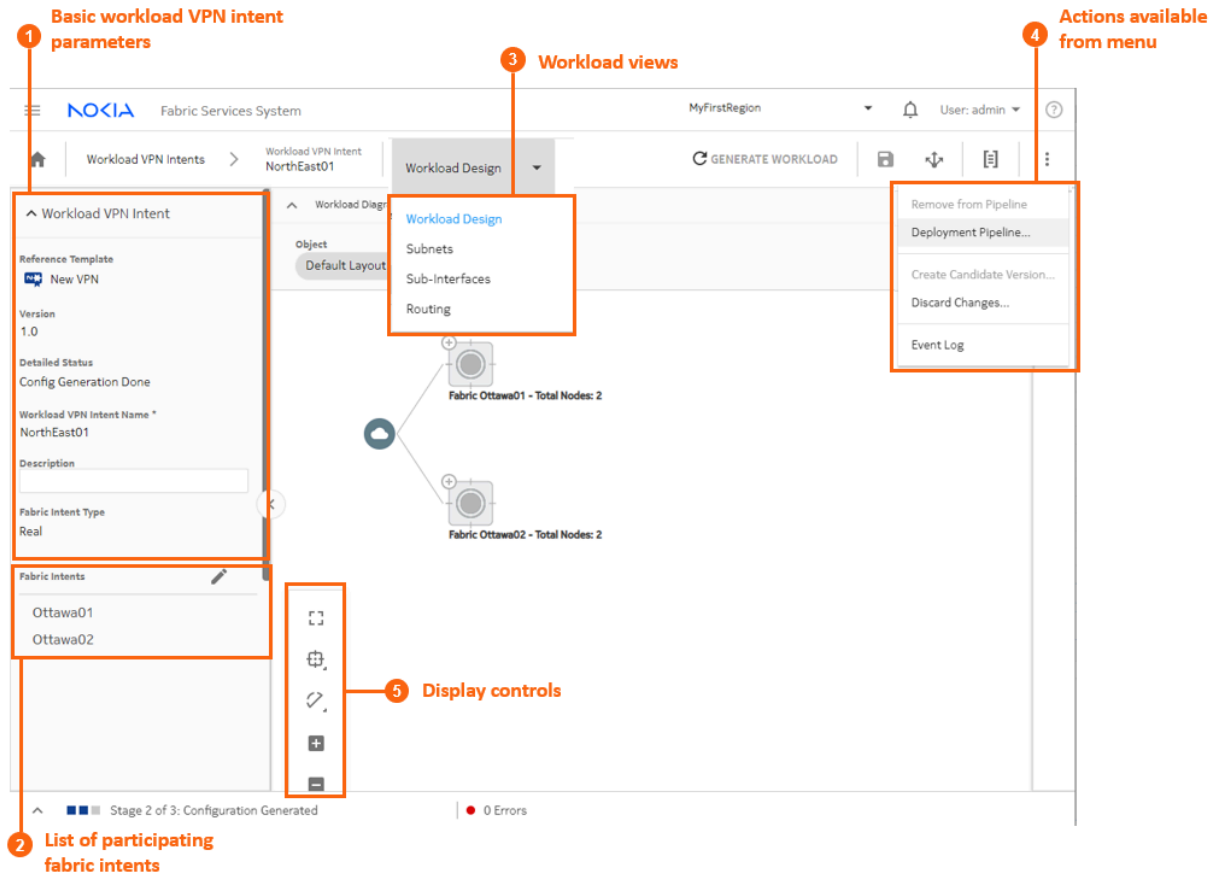 Basic workload VPN intent
parameters
1
Actions available
from menu
4
3 Workload views
NOKIA Fabric Services System
MyFirstRegion
User: admin
?
Workload VPN Intents
Workload VPN Intent
NorthEast01
Workload Design
GENERATE WORKLOAD
Workload VPN Intent
Reference Template
New VPN
Version
1.0
Detailed Status
Config Generation Done
Workload VPN Intent Name *
NorthEast01
Description
Fabric Intent Type
Real
Fabric Intents
Ottawa01
Ottawa02
Workload Diagr
Object
Default Layout
Workload Design
Subnets
Sub-Interfaces
Routing
Remove from Pipeline
Deployment Pipeline...
Create Candidate Version...
Discard Changes...
Event Log
Fabric Ottawa01 - Total Nodes: 2
Fabric Ottawa02 - Total Nodes: 2
5 Display controls
Stage 2 of 3: Configuration Generated
0 Errors
2 List of participating
fabric intents